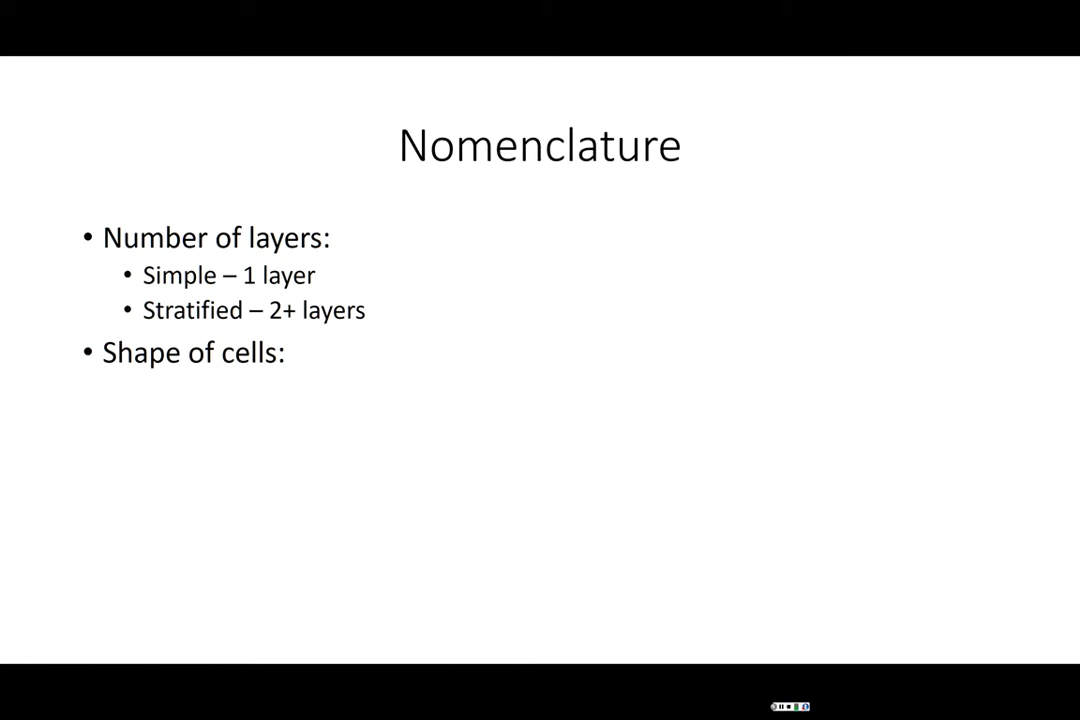 Nomenclature
• Number of layers:
• Simple – 1 layer
• Stratified – 2+ layers
• Shape of cells: